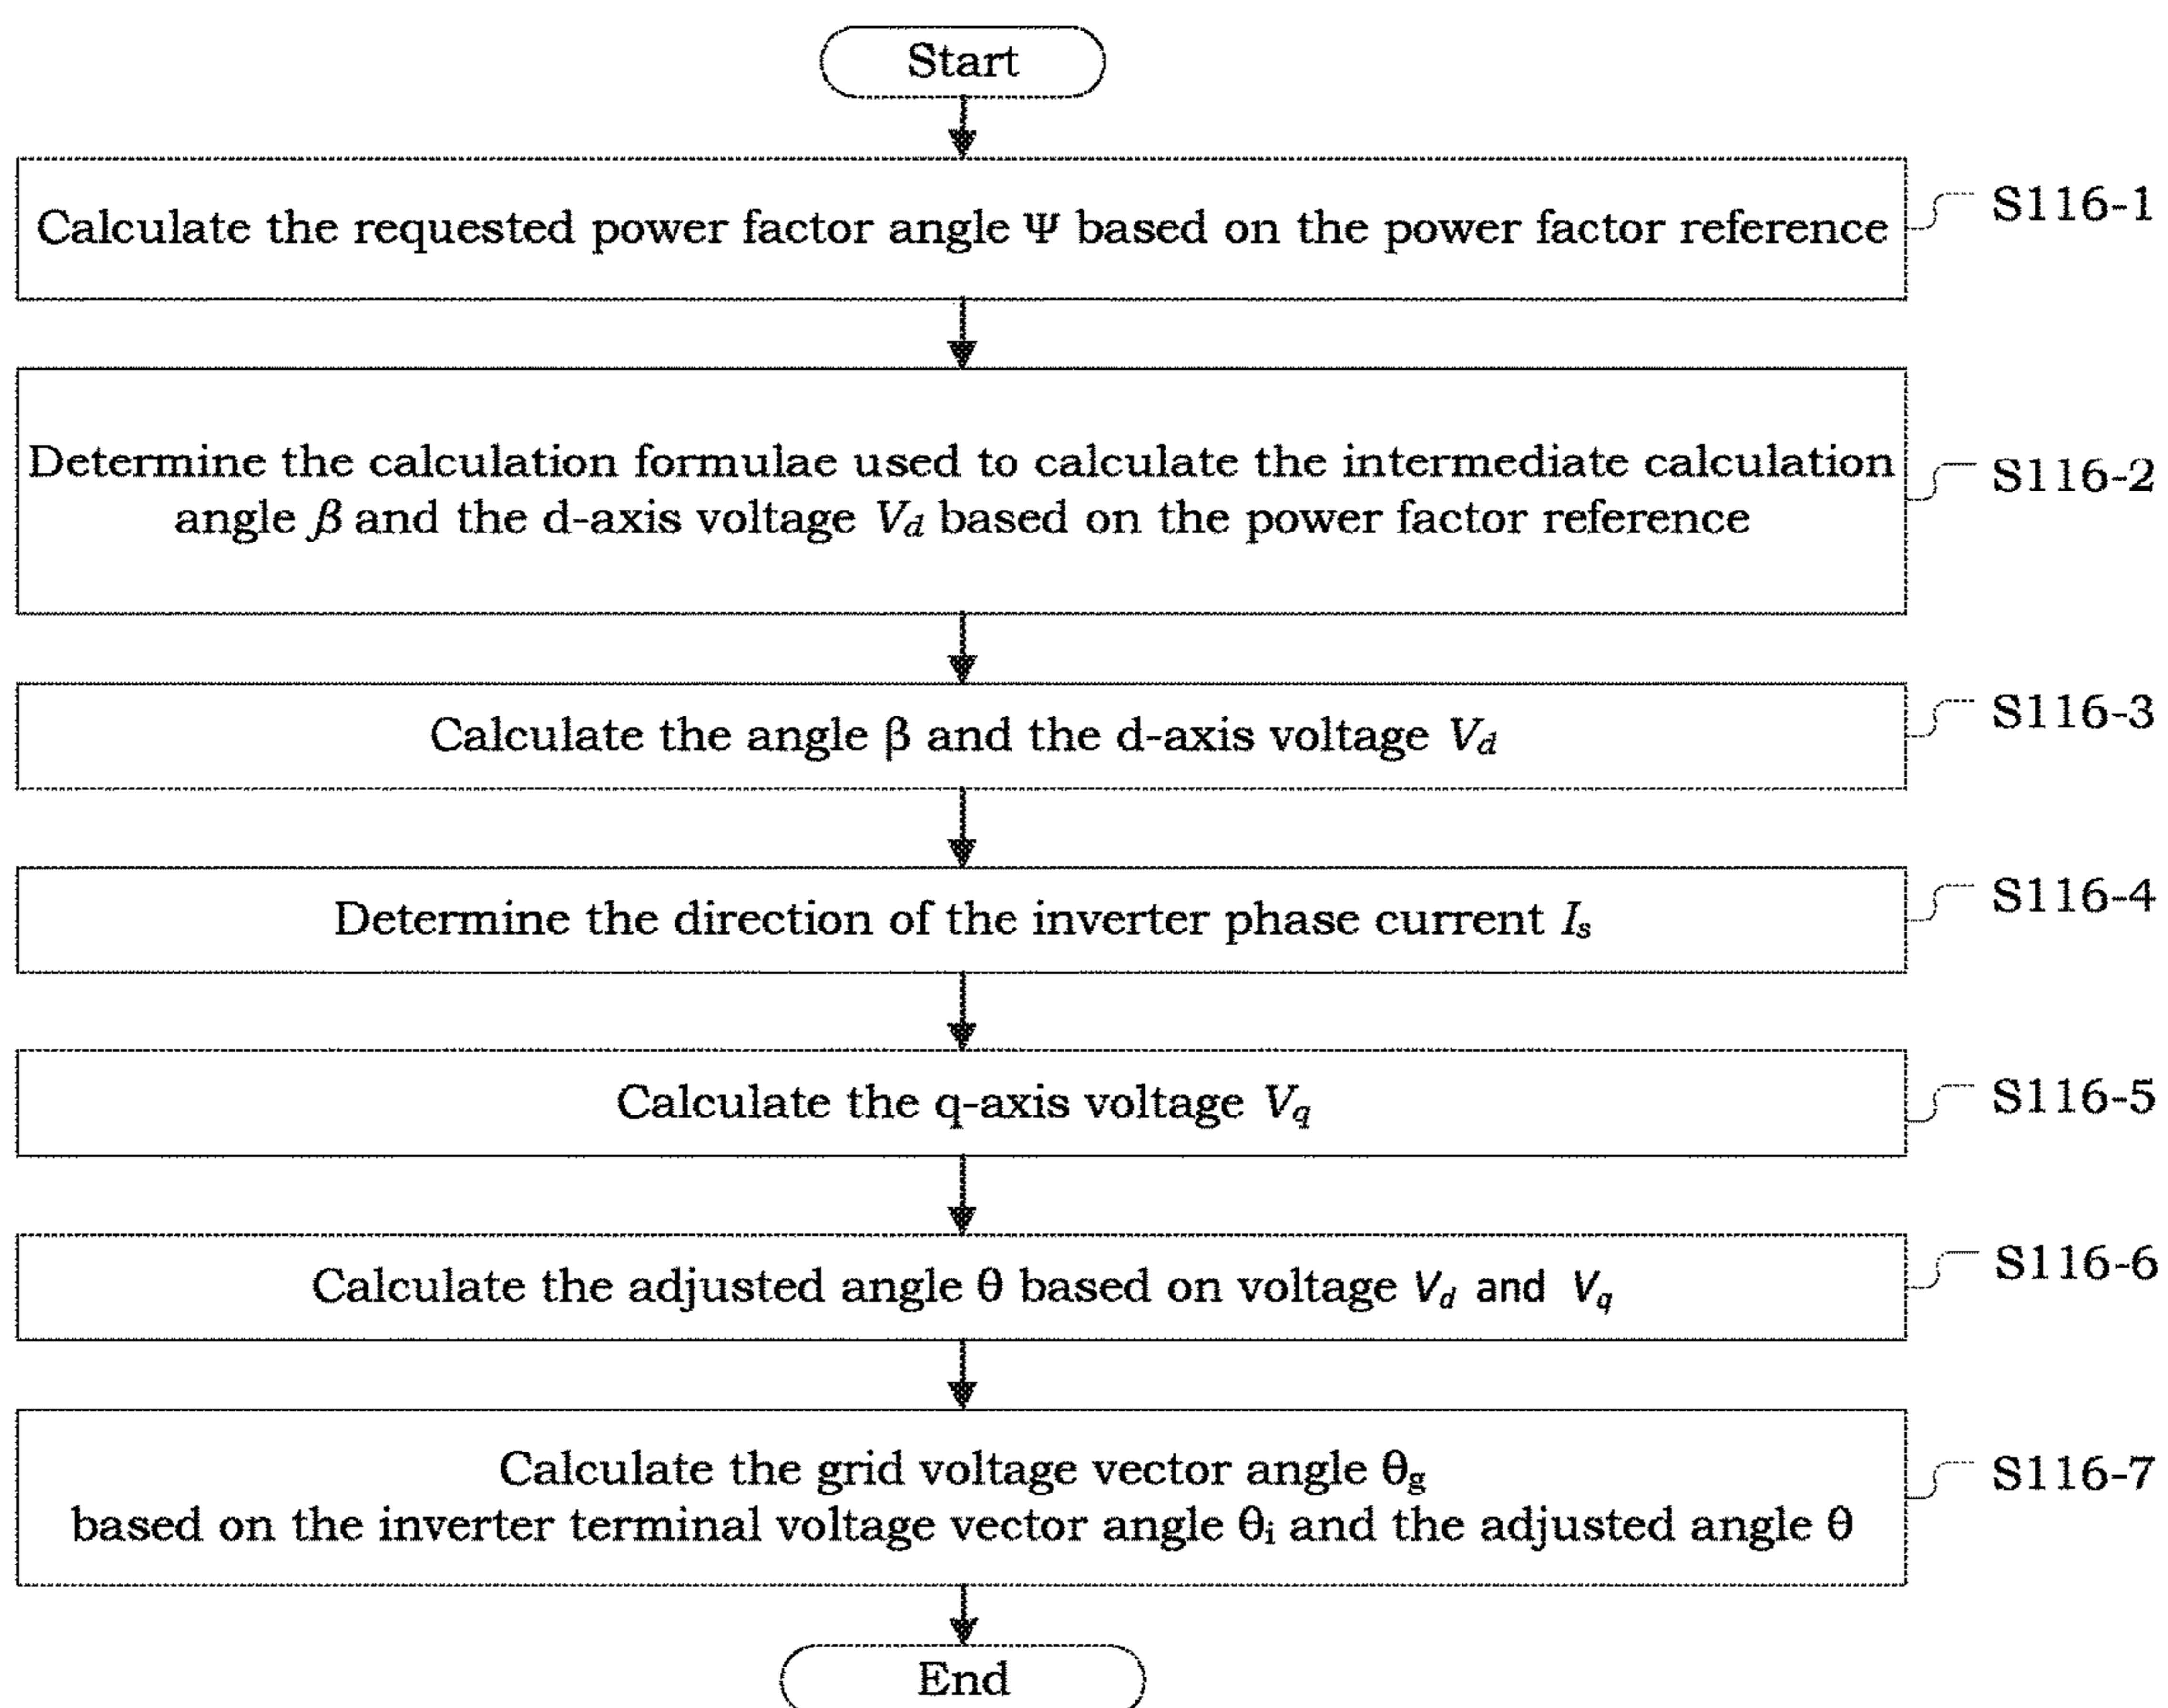 Start
Calculate the requested power factor angle Ψ based on the power factor reference
S116-1
Determine the calculation formulae used to calculate the intermediate calculation
angle β and the d-axis voltage Vd based on the power factor reference
S116-2
Calculate the angle β and the d-axis voltage Vd
S116-3
Determine the direction of the inverter phase current Is
S116-4
Calculate the q-axis voltage Vq
S116-5
Calculate the adjusted angle θ based on voltage Vd and Vq
S116-6
Calculate the grid voltage vector angle θg
based on the inverter terminal voltage vector angle θi and the adjusted angle θ
S116-7
End